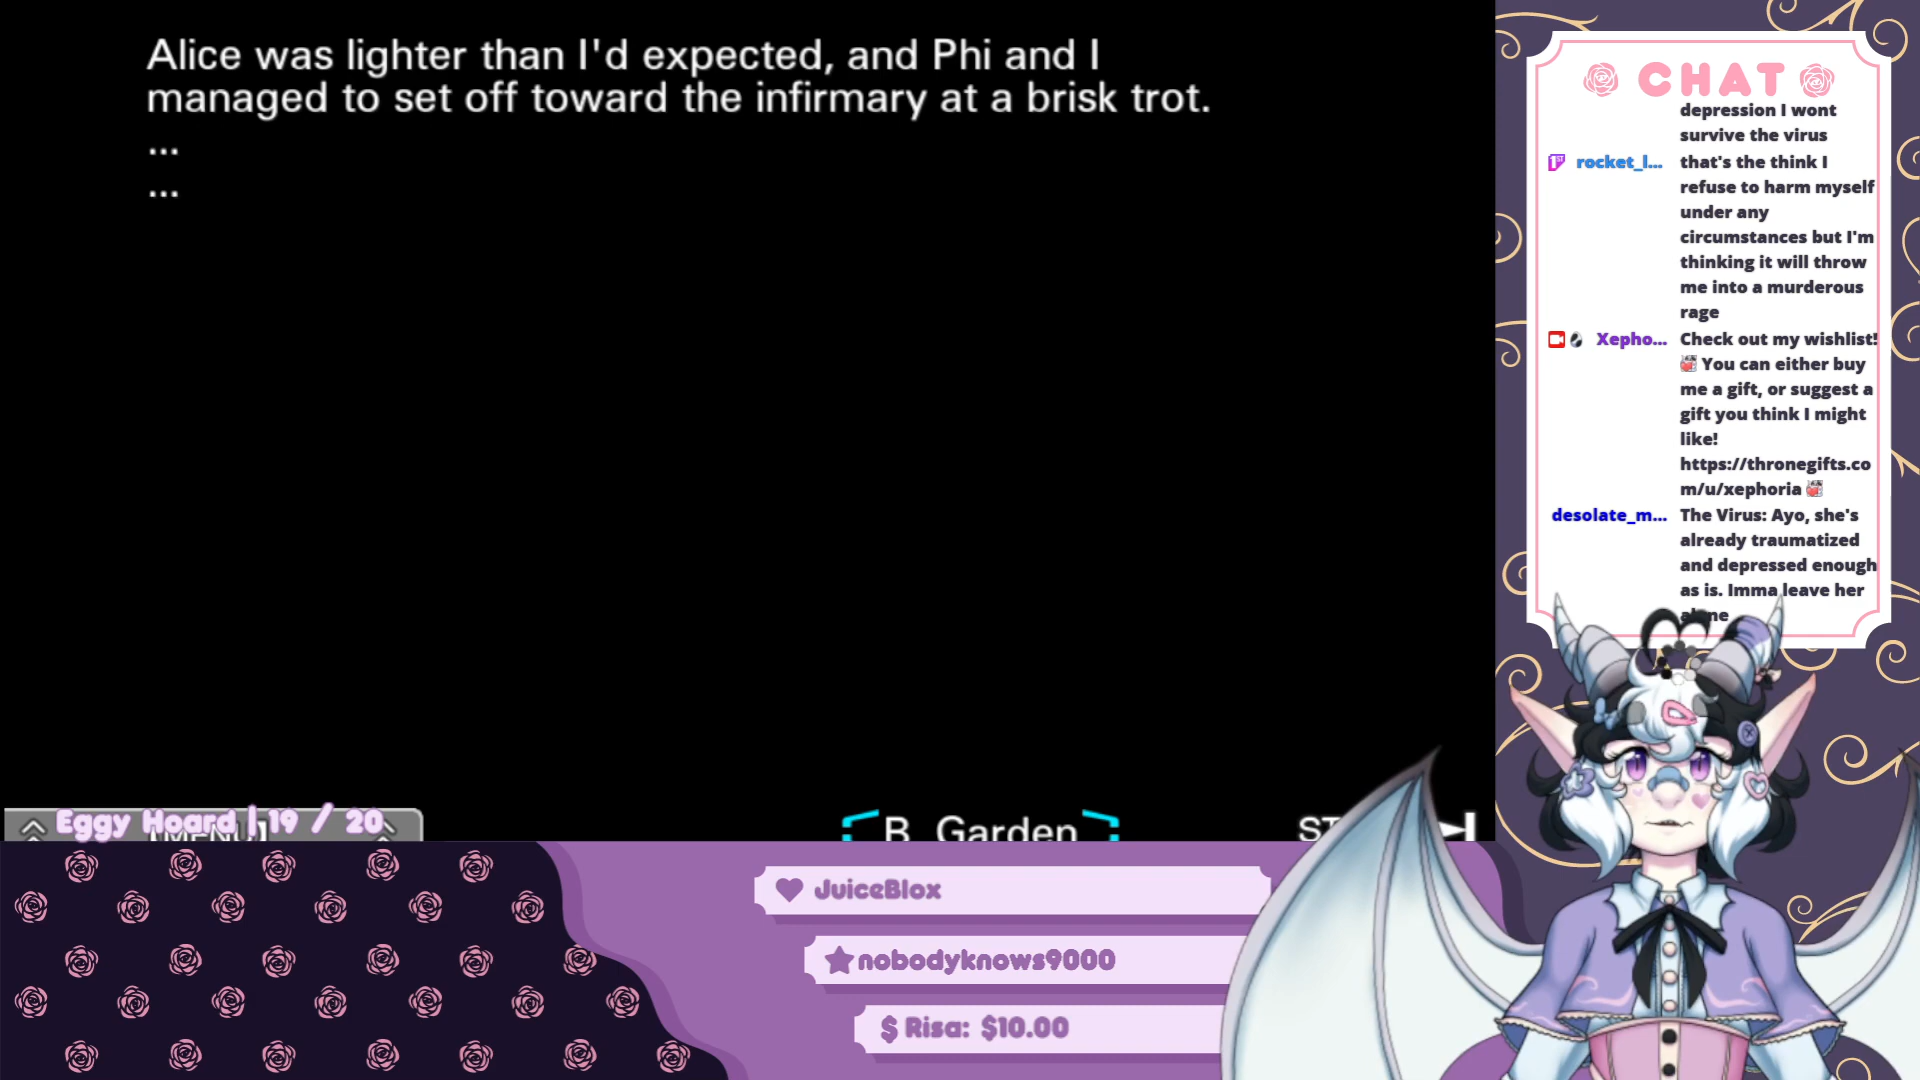 Alice was lighter than I'd expected, and Phi and I
managed to set off toward the infirmary at a brisk trot.
...
...
CHAT
depression I wont
survive the virus
rocket_l... that's the think I
refuse to harm myself
under any
circumstances but I'm
thinking it will throw
me into a murderous
rage
Xepho... Check out my wishlist!
You can either buy
me a gift, or suggest a
gift you think I might
like!
https://thronegifts.co
m/u/xephoria
desolate_m... The Virus: Ayo, she's
already traumatized
and depressed enough
as is. Imma leave her
Eggy Hoard | 19 / 20
[MENU]
B. Garden
JuiceBlox
nobodyknows9000
$ Risa: $10.00